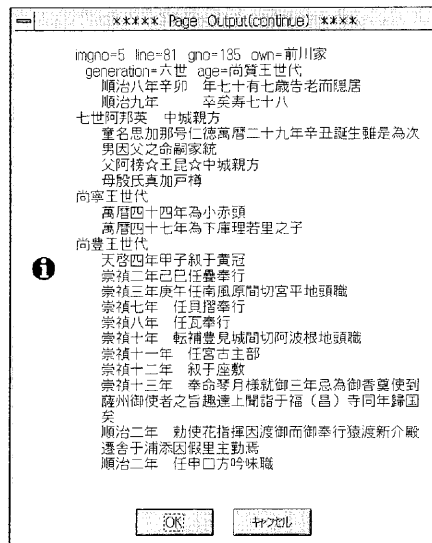 ***** Page Output(continue) ****
imgno=5 line=81 gno=135 own=前川家
generation=六世 age=尚質王世代
順治八年辛卯 年七十有七歳告老而隠居
順治九年 卒矣寿七十八
七世阿邦英 中城親方
童名思加那号仁徳萬暦二十九年辛丑誕生雖是為次
男因父之命嗣家統
父阿榜☆王昆☆中城親方
母殷氏真加戸樽
尚寧王世代
萬暦四十四年為小赤頭
萬暦四十七年為下庫理若里之子
尚豊王世代
天啓四年甲子叙于黄冠
崇禎二年己巳任畳奉行
崇禎三年庚午任南風原間切宮平地頭職
崇禎七年 任貝摺奉行
崇禎八年 任瓦奉行
崇禎十年 転補豊見城間切阿波根地頭職
崇禎十一年 任宮古主部
崇禎十二年 叙于座敷
崇禎十三年 奉命琴月様就御三年忌為御香奠使到
薩州御使者之旨趣達上聞詣于福（昌）寺同年歸国
矣
順治二年 勅使花指揮因渡御而御奉行猿渡新介殿
遷舎于浦添因假里主勤焉
順治二年 任申口方吟味職
OK キャンセル